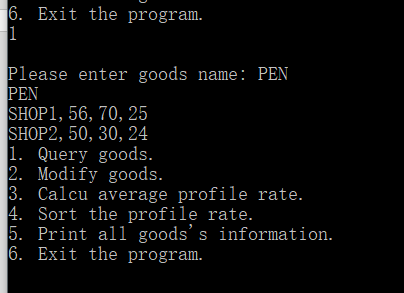 6. Exit the program.
1
Please enter goods name: PEN
PEN
SHOP1,56,70,25
SHOP2,50,30,24
1. Query goods.
2. Modify goods.
3. Calcu average profile rate.
4. Sort the profile rate.
5. Print all goods's information.
6. Exit the program.